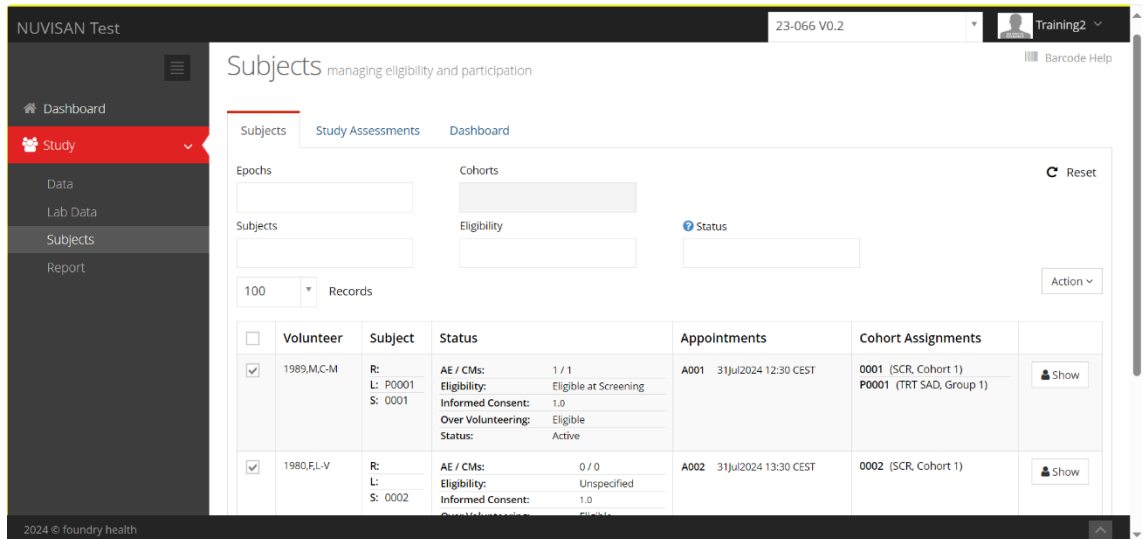 NUVISAN Test
23-066 V0.2
Training2
Subjects managing eligibility and participation
Barcode Help
Dashboard
Study
Data
Lab Data
Subjects
Report
Subjects Study Assessments Dashboard
Epochs Cohorts Reset
Subjects Eligibility Status
100 Records
Action
Volunteer Subject Status Appointments Cohort Assignments
1989,M,C-M R: AE / CMs: 1 / 1 A001 31Jul2024 12:30 CEST 0001 (SCR, Cohort 1) Show
L: P0001 Eligibility: Eligible at Screening P0001 (TRT SAD, Group 1)
S: 0001 Informed Consent: 1.0
Over Volunteering: Eligible
Status: Active
1980,F,L-V R: AE / CMs: 0 / 0 A002 31Jul2024 13:30 CEST 0002 (SCR, Cohort 1) Show
L: Eligibility: Unspecified
S: 0002 Informed Consent: 1.0
Over Volunteering: Eligible
2024 © foundry health